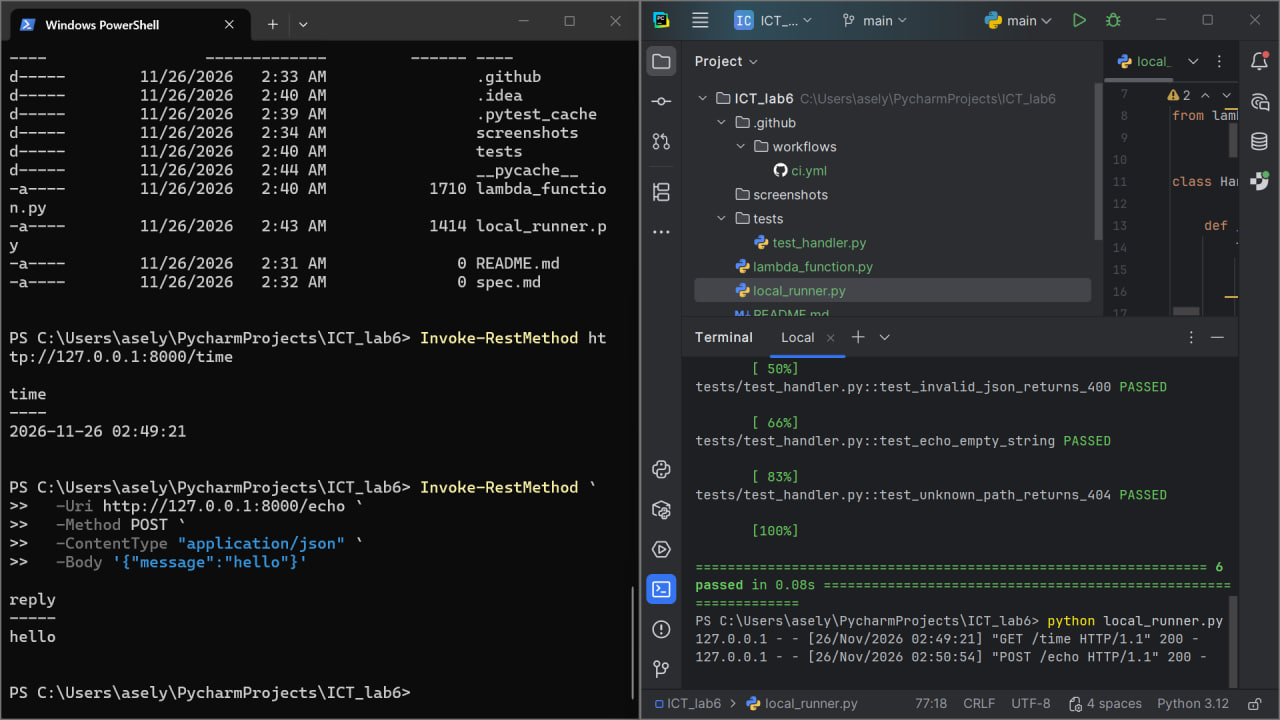 Windows PowerShell
---- ------------- ------ ----
d----- 11/26/2026 2:33 AM .github
d----- 11/26/2026 2:40 AM .idea
d----- 11/26/2026 2:39 AM .pytest_cache
d----- 11/26/2026 2:34 AM screenshots
d----- 11/26/2026 2:40 AM tests
d----- 11/26/2026 2:44 AM __pycache__
-a---- 11/26/2026 2:40 AM 1710 lambda_functio
n.py
-a---- 11/26/2026 2:43 AM 1414 local_runner.p
y
-a---- 11/26/2026 2:31 AM 0 README.md
-a---- 11/26/2026 2:32 AM 0 spec.md
PS C:\Users\asely\PycharmProjects\ICT_lab6> Invoke-RestMethod ht
tp://127.0.0.1:8000/time
time
----
2026-11-26 02:49:21
PS C:\Users\asely\PycharmProjects\ICT_lab6> Invoke-RestMethod `
>> -Uri http://127.0.0.1:8000/echo `
>> -Method POST `
>> -ContentType "application/json" `
>> -Body '{"message":"hello"}'
reply
-----
hello
PS C:\Users\asely\PycharmProjects\ICT_lab6>
PC IC ICT_... main main
Project
ICT_lab6 C:\Users\asely\PycharmProjects\ICT_lab6
.github
workflows
ci.yml
screenshots
tests
test_handler.py
lambda_function.py
local_runner.py
README.md
local_
7 2
8 from lamb
9
10
11 class Han
12
13 def
14
15
16
17
Terminal Local
[ 50%]
tests/test_handler.py::test_invalid_json_returns_400 PASSED
[ 66%]
tests/test_handler.py::test_echo_empty_string PASSED
[ 83%]
tests/test_handler.py::test_unknown_path_returns_404 PASSED
[100%]
================================================================ 6
passed in 0.08s ===================================================
=============
PS C:\Users\asely\PycharmProjects\ICT_lab6> python local_runner.py
127.0.0.1 - - [26/Nov/2026 02:49:21] "GET /time HTTP/1.1" 200 -
127.0.0.1 - - [26/Nov/2026 02:50:54] "POST /echo HTTP/1.1" 200 -
ICT_lab6 > local_runner.py 77:18 CRLF UTF-8 4 spaces Python 3.12